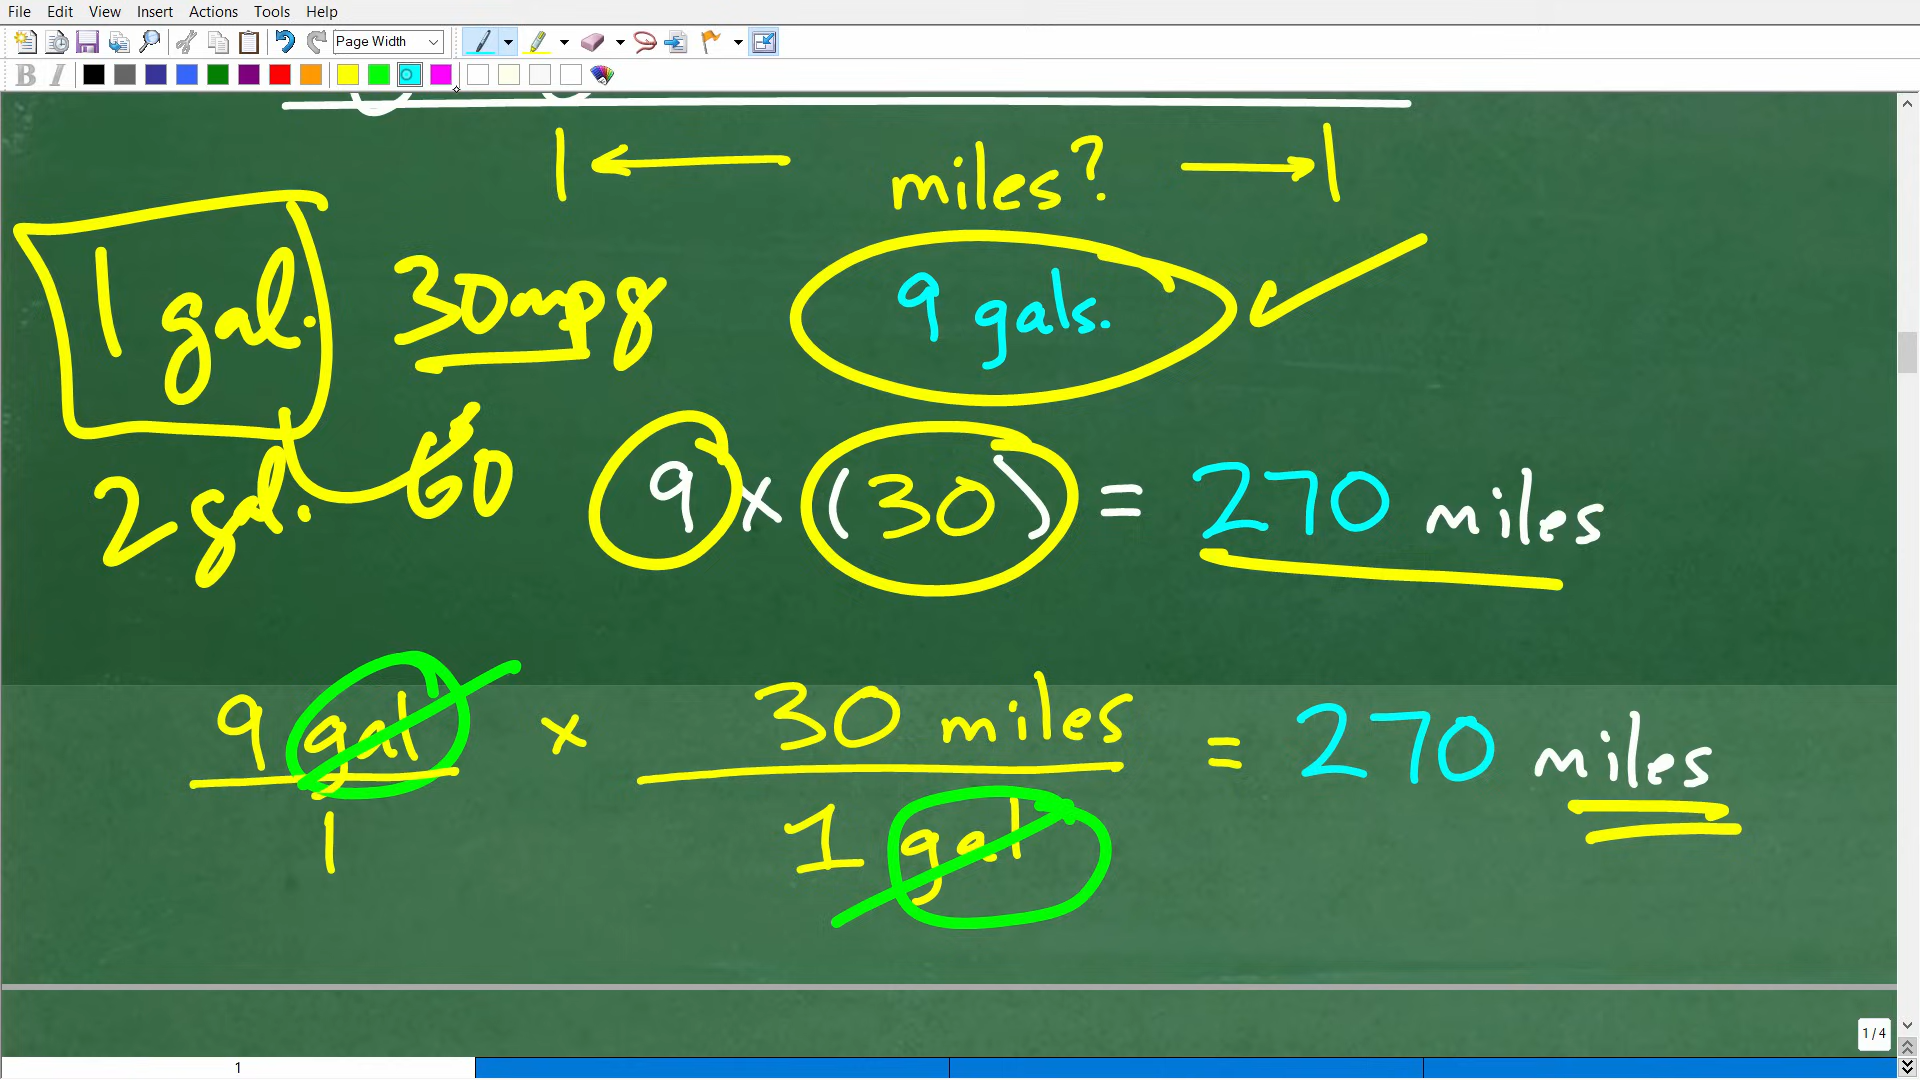 File Edit View Insert Actions Tools Help
Page Width
B I
miles?
1 gal. 30mpg 9 gals.
2 gal. 60 9 x (30) = 270 miles
9 gal x 30 miles = 270 miles
1 1 gal
1 / 4
1